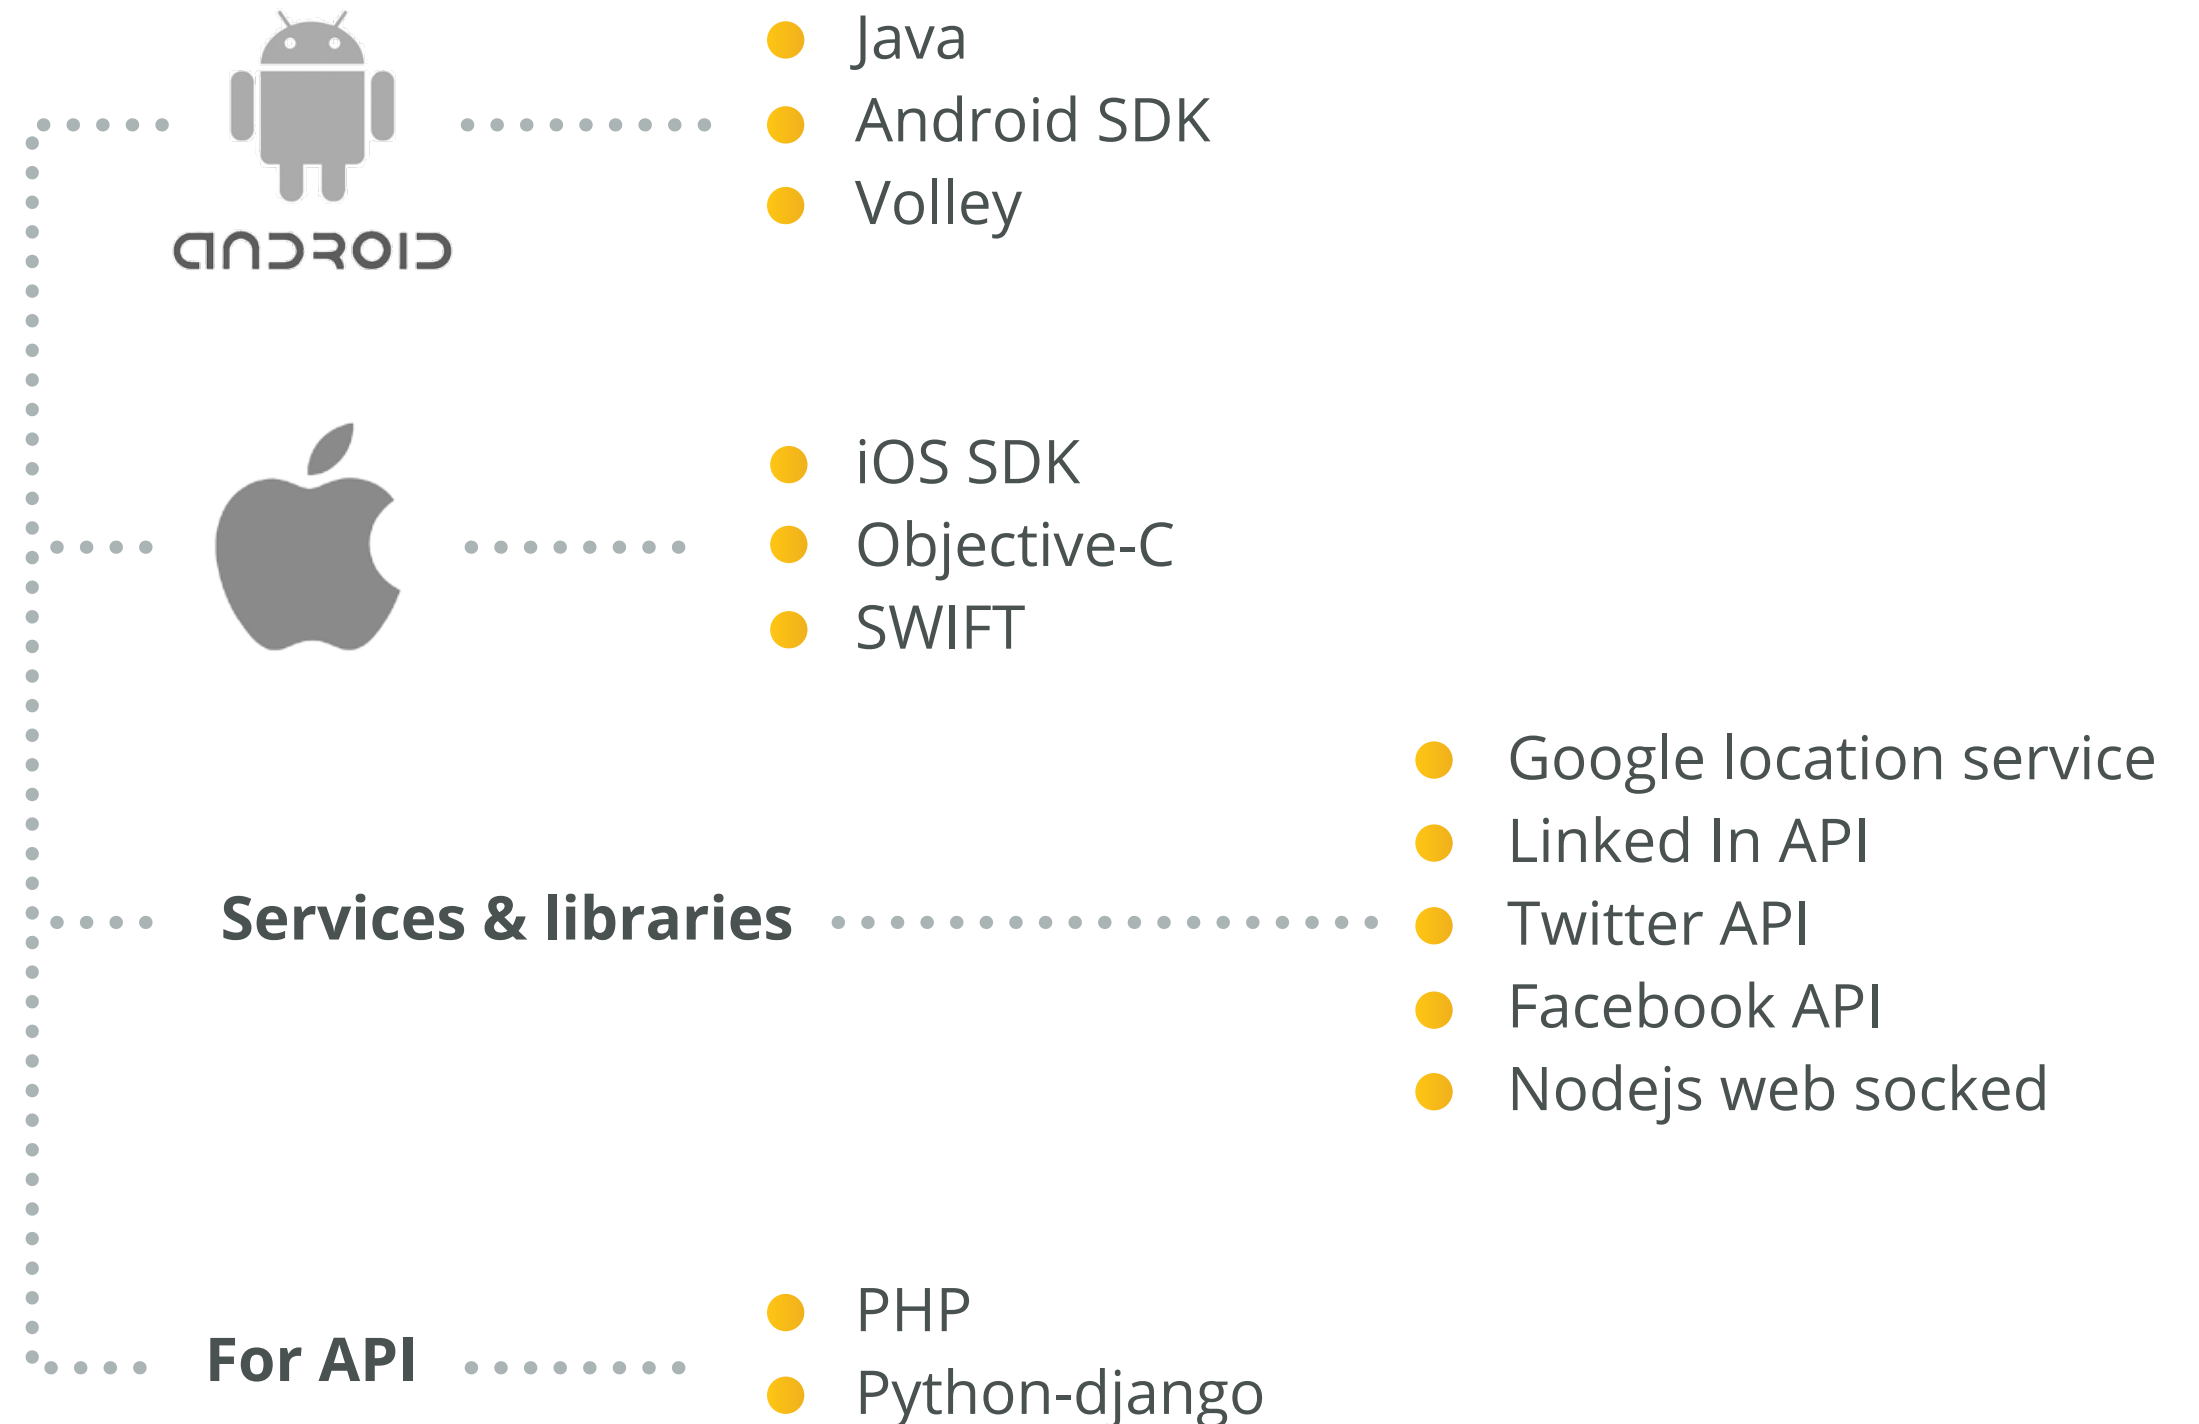 Java
Android SDK
Volley
ANDROID
iOS SDK
Objective-C
SWIFT
Services & libraries
Google location service
Linked In API
Twitter API
Facebook API
Nodejs web socked
For API
PHP
Python-django